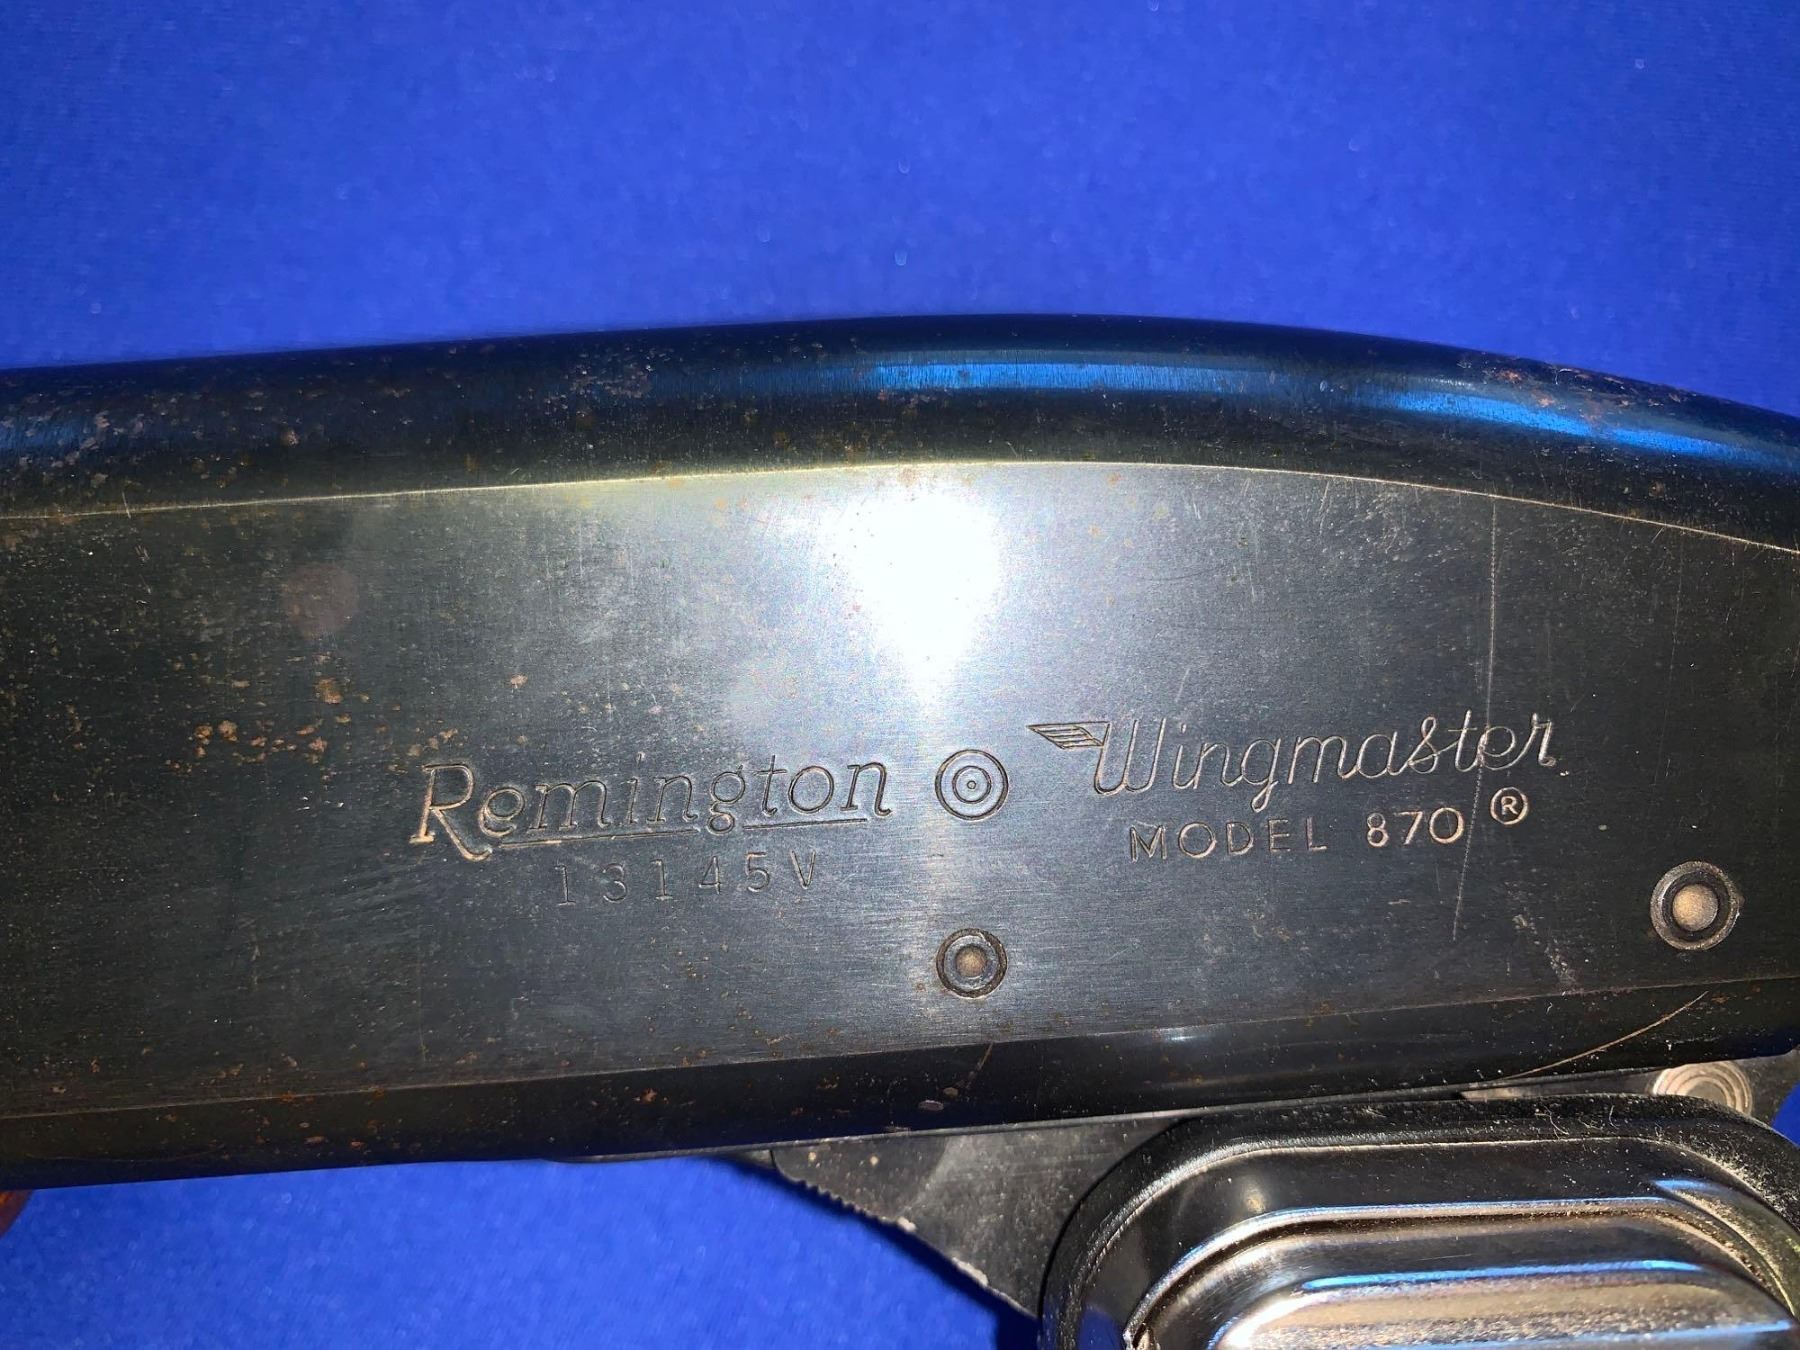 Remington
13145V
Wingmaster
MODEL 870 ®